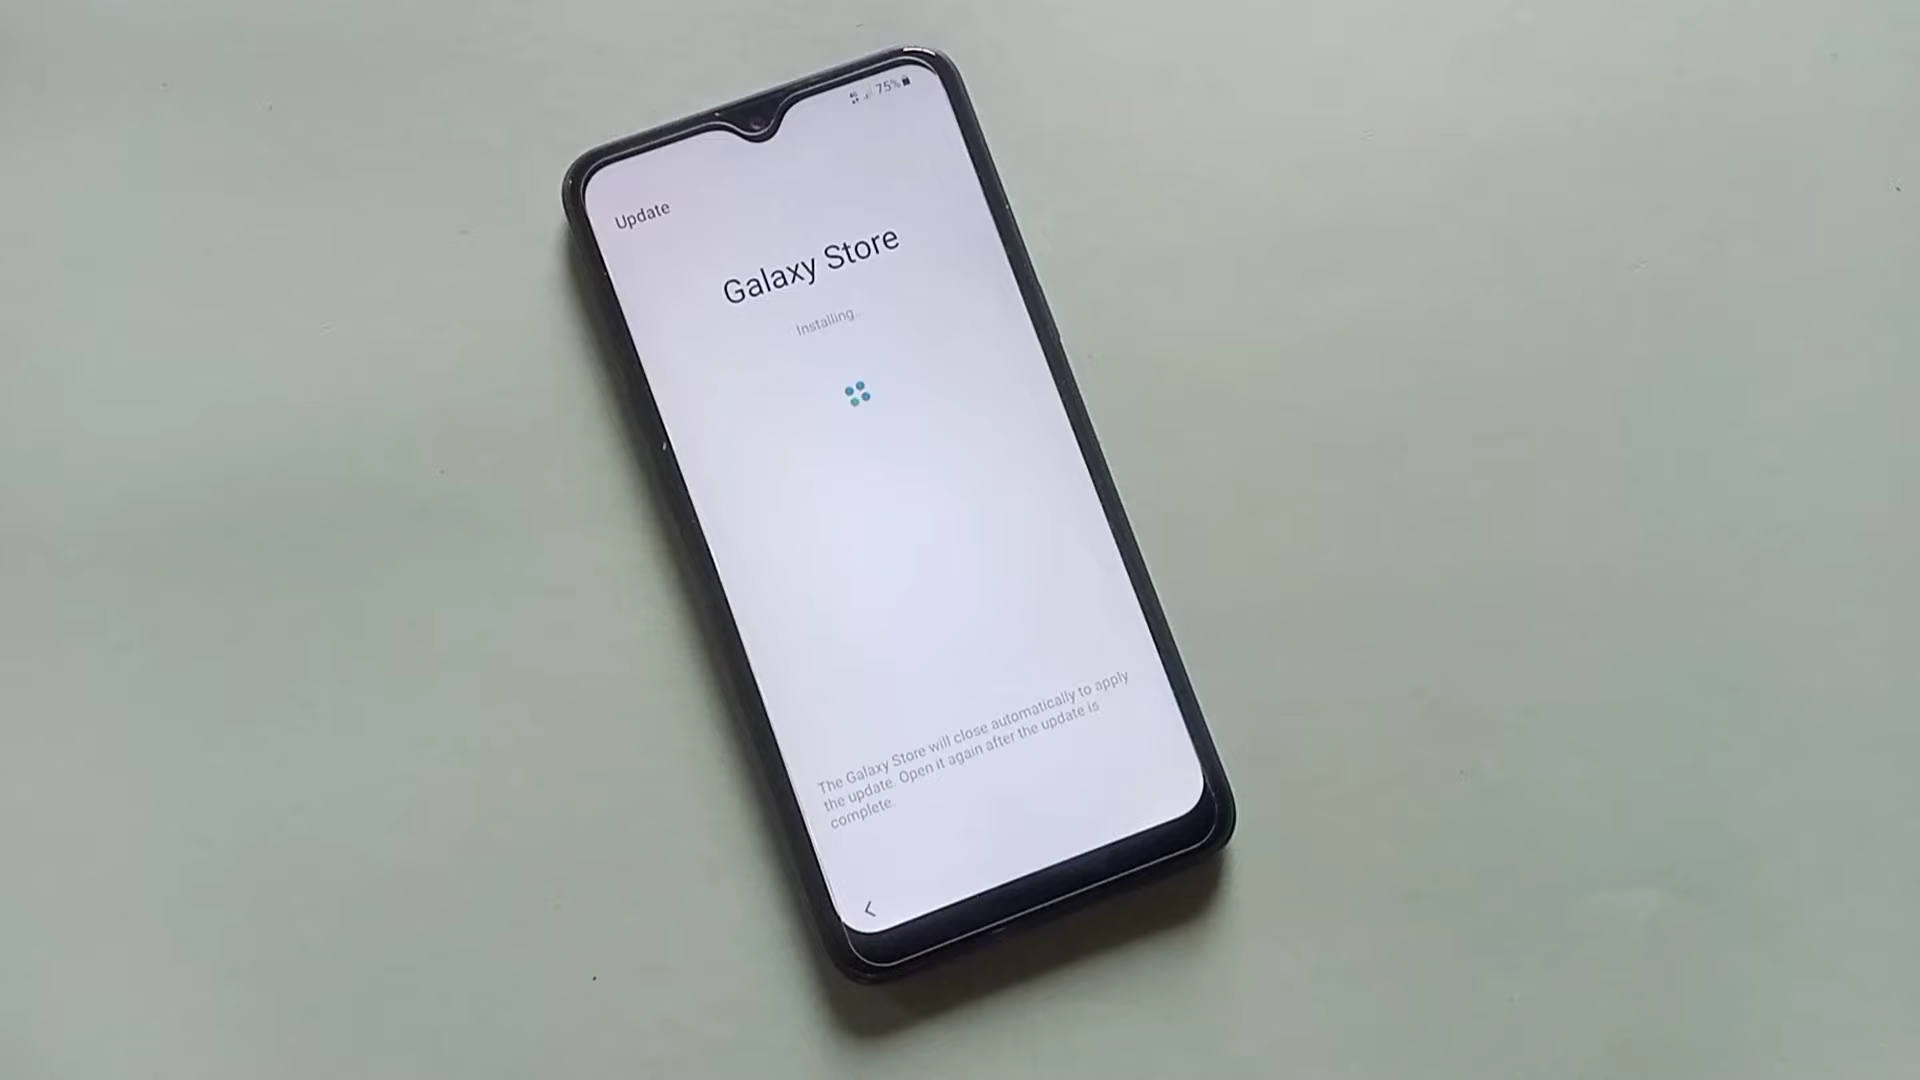 75%
Update
Galaxy Store
Installing...
The Galaxy Store will close automatically to apply
the update. Open it again after the update is
complete.